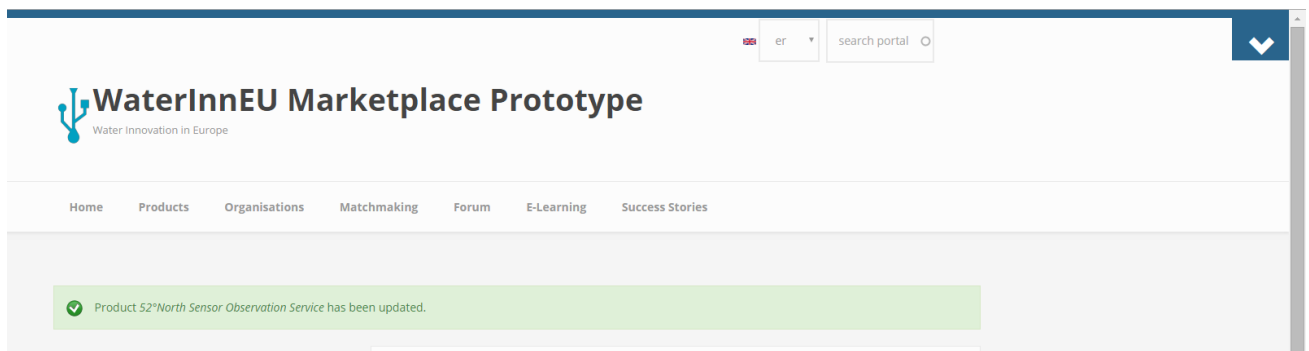 er search portal
WaterInnEU Marketplace Prototype
Water Innovation in Europe
Home Products Organisations Matchmaking Forum E-Learning Success Stories
Product 52°North Sensor Observation Service has been updated.